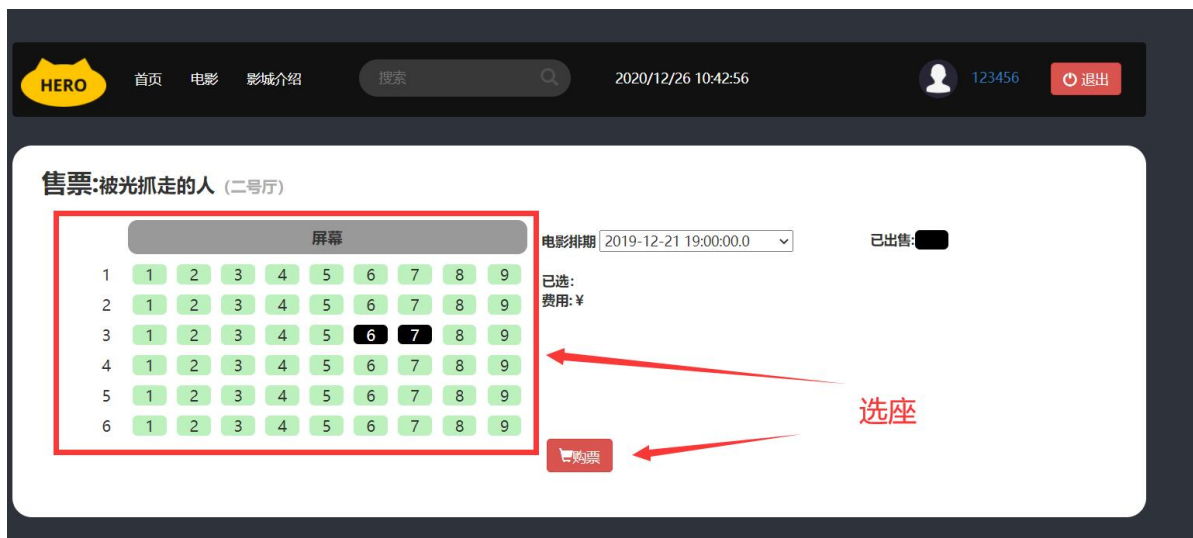 HERO 首页 电影 影城介绍 搜索 2020/12/26 10:42:56 123456 退出
售票:被光抓走的人 (二号厅)
屏幕
电影排期 2019-12-21 19:00:00.0 已出售:
1 1 2 3 4 5 6 7 8 9
已选:
2 1 2 3 4 5 6 7 8 9
费用:¥
3 1 2 3 4 5 6 7 8 9
4 1 2 3 4 5 6 7 8 9
5 1 2 3 4 5 6 7 8 9
6 1 2 3 4 5 6 7 8 9
选座
购票